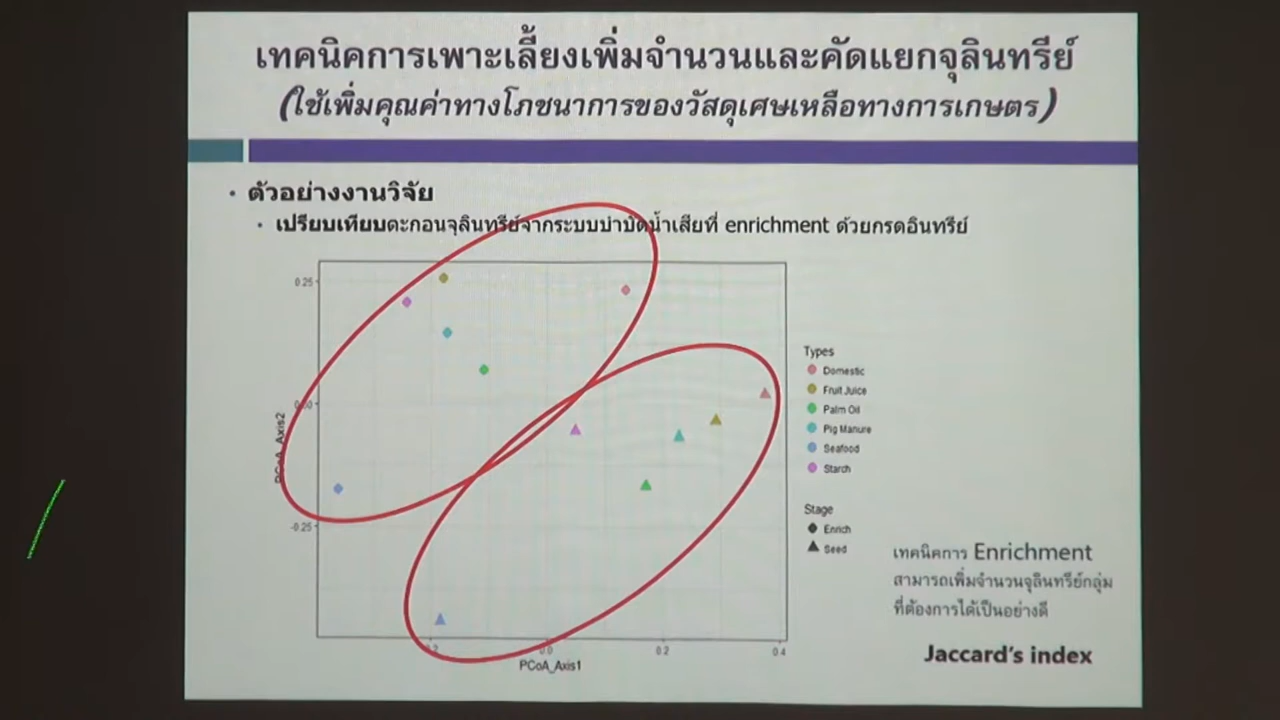 เทคนิคการเพาะเลี้ยงเพิ่มจำนวนและคัดแยกจุลินทรีย์
(ใช้เพิ่มคุณค่าทางโภชนาการของวัสดุเศษเหลือทางการเกษตร)
• ตัวอย่างงานวิจัย
• เปรียบเทียบตะกอนจุลินทรีย์จากระบบบำบัดน้ำเสียที่ enrichment ด้วยกรดอินทรีย์
0.25
-0.25
PCoA_Axis2
0.0
0.2
0.4
PCoA_Axis1
Types
Domestic
Fruit Juice
Palm Oil
Pig Manure
Seafood
Starch
Stage
Enrich
Seed
เทคนิคการ Enrichment
สามารถเพิ่มจำนวนจุลินทรีย์กลุ่ม
ที่ต้องการได้เป็นอย่างดี
Jaccard's index